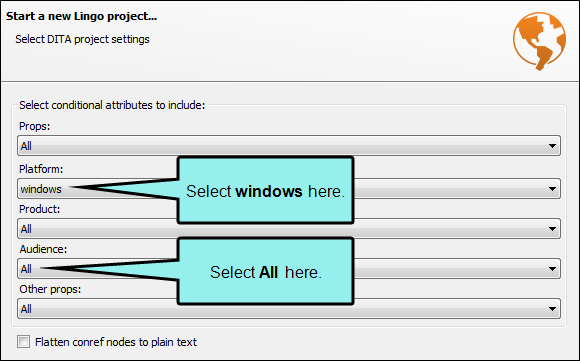 Start a new Lingo project...
Select DITA project settings
Select conditional attributes to include:
Props:
All
Platform:
windows
Select windows here.
Product:
All
Audience:
All
Select All here.
Other props:
All
Flatten conref nodes to plain text